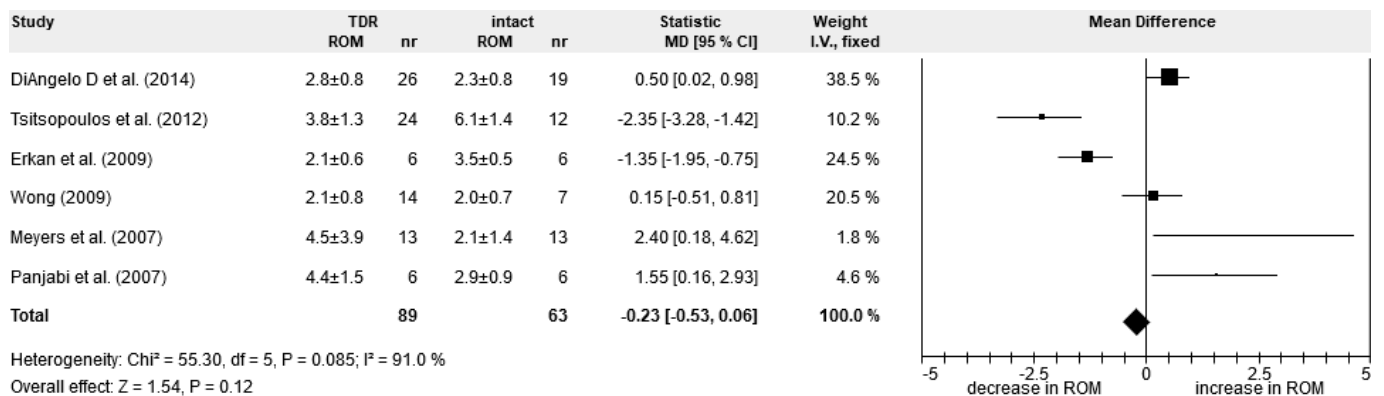 Study TDR intact Statistic Weight Mean Difference
ROM nr ROM nr MD [95 % CI] I.V., fixed
DiAngelo D et al. (2014) 2.8±0.8 26 2.3±0.8 19 0.50 [0.02, 0.98] 38.5 %
Tsitsopoulos et al. (2012) 3.8±1.3 24 6.1±1.4 12 -2.35 [-3.28, -1.42] 10.2 %
Erkan et al. (2009) 2.1±0.6 6 3.5±0.5 6 -1.35 [-1.95, -0.75] 24.5 %
Wong (2009) 2.1±0.8 14 2.0±0.7 7 0.15 [-0.51, 0.81] 20.5 %
Meyers et al. (2007) 4.5±3.9 13 2.1±1.4 13 2.40 [0.18, 4.62] 1.8 %
Panjabi et al. (2007) 4.4±1.5 6 2.9±0.9 6 1.55 [0.16, 2.93] 4.6 %
Total 89 63 -0.23 [-0.53, 0.06] 100.0 %
Heterogeneity: Chi² = 55.30, df = 5, P = 0.085; I² = 91.0 %
Overall effect: Z = 1.54, P = 0.12
-5 -2.5 0 2.5 5
decrease in ROM increase in ROM